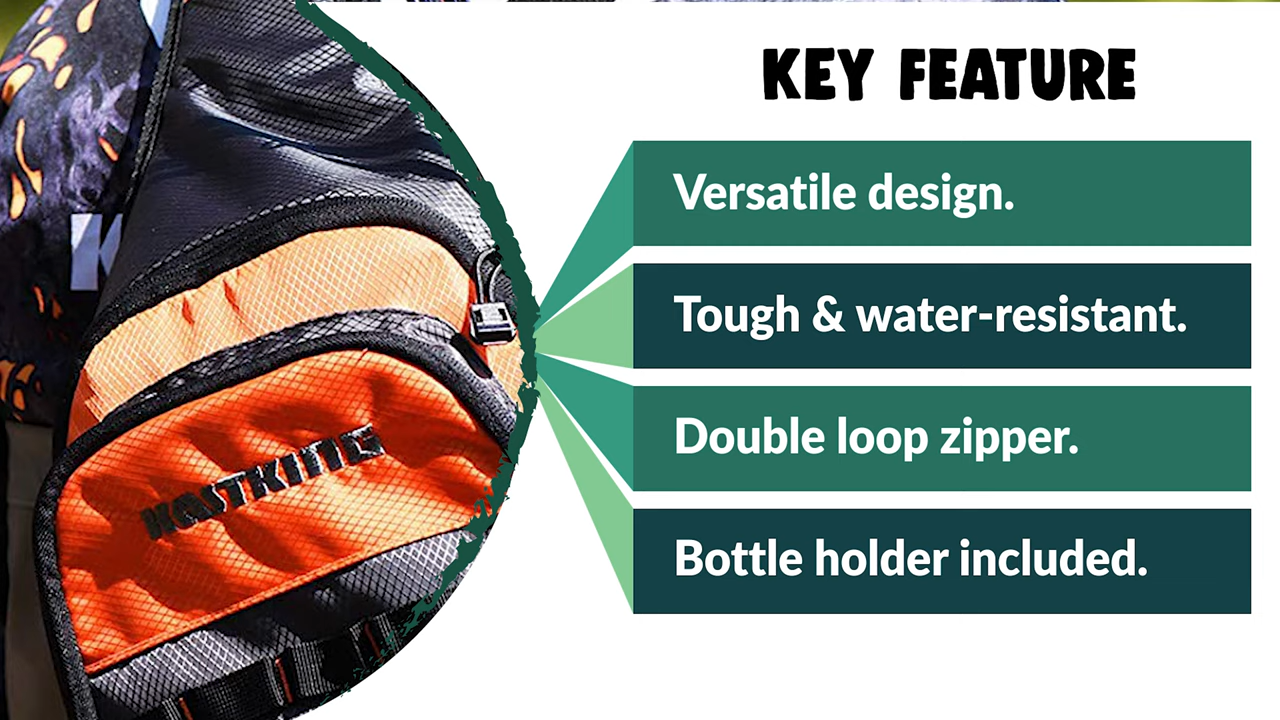 KEY FEATURE
Versatile design.
Tough & water-resistant.
Double loop zipper.
Bottle holder included.
KASTKING
K